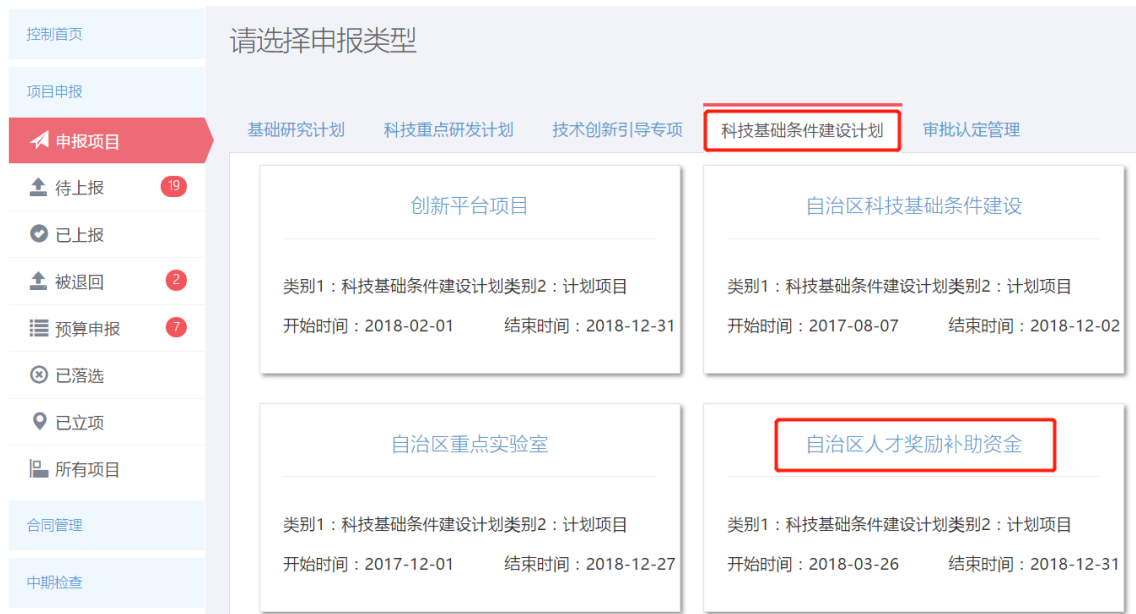 控制首页
项目申报
申报项目
待上报 19
已上报
被退回 2
预算申报 7
已落选
已立项
所有项目
合同管理
中期检查
请选择申报类型
基础研究计划 科技重点研发计划 技术创新引导专项 科技基础条件建设计划 审批认定管理
创新平台项目
类别1：科技基础条件建设计划类别2：计划项目
开始时间：2018-02-01 结束时间：2018-12-31
自治区科技基础条件建设
类别1：科技基础条件建设计划类别2：计划项目
开始时间：2017-08-07 结束时间：2018-12-02
自治区重点实验室
类别1：科技基础条件建设计划类别2：计划项目
开始时间：2017-12-01 结束时间：2018-12-27
自治区人才奖励补助资金
类别1：科技基础条件建设计划类别2：计划项目
开始时间：2018-03-26 结束时间：2018-12-31